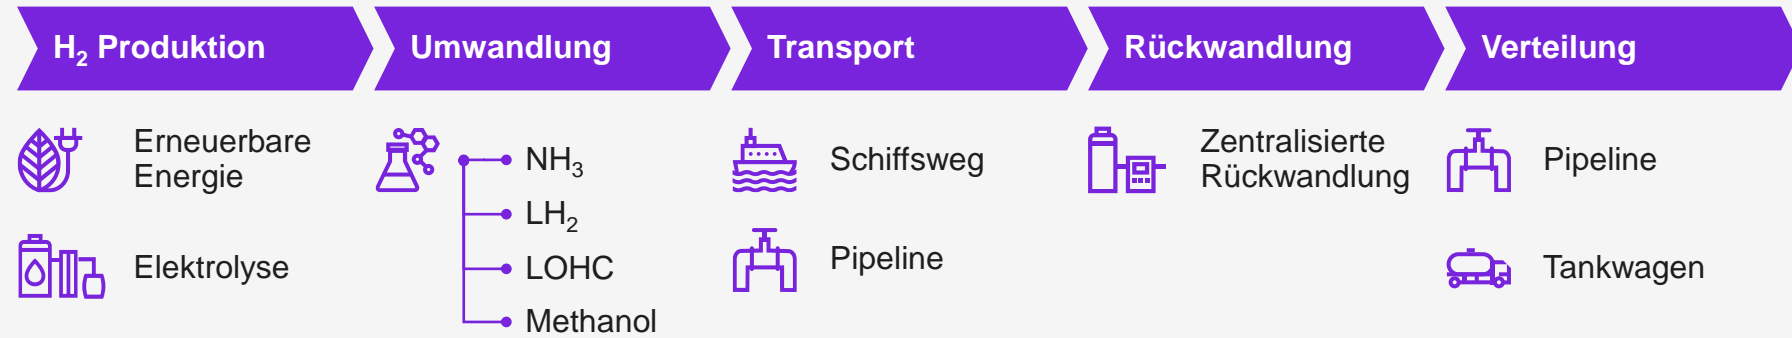 H₂ Produktion
Umwandlung
Transport
Rückwandlung
Verteilung
Erneuerbare
Energie
Elektrolyse
NH₃
LH₂
LOHC
Methanol
Schiffsweg
Pipeline
Zentralisierte
Rückwandlung
Pipeline
Tankwagen